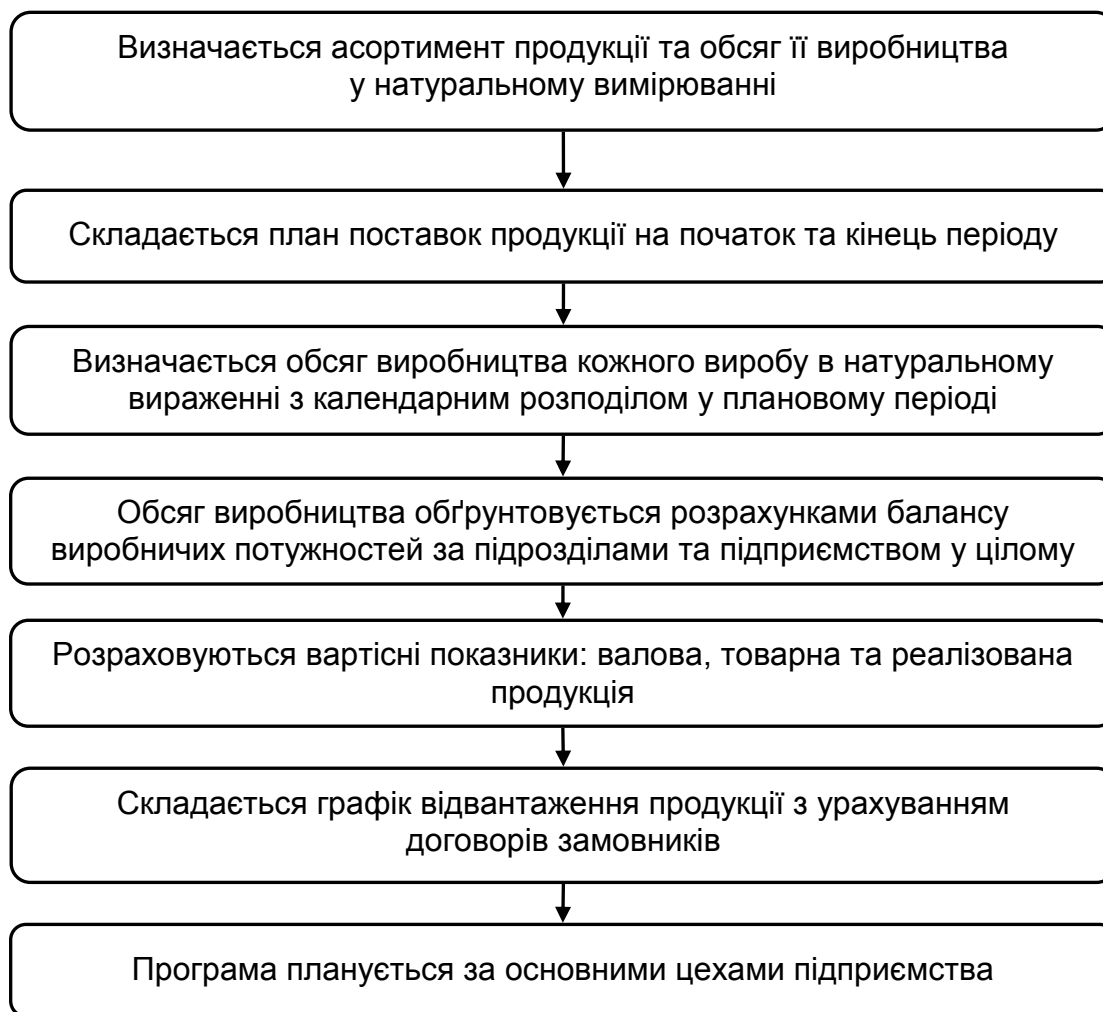 Визначається асортимент продукції та обсяг її виробництва
у натуральному вимірюванні
Складається план поставок продукції на початок та кінець періоду
Визначається обсяг виробництва кожного виробу в натуральному
вираженні з календарним розподілом у плановому періоді
Обсяг виробництва обґрунтовується розрахунками балансу
виробничих потужностей за підрозділами та підприємством у цілому
Розраховуються вартісні показники: валова, товарна та реалізована
продукція
Складається графік відвантаження продукції з урахуванням
договорів замовників
Програма планується за основними цехами підприємства